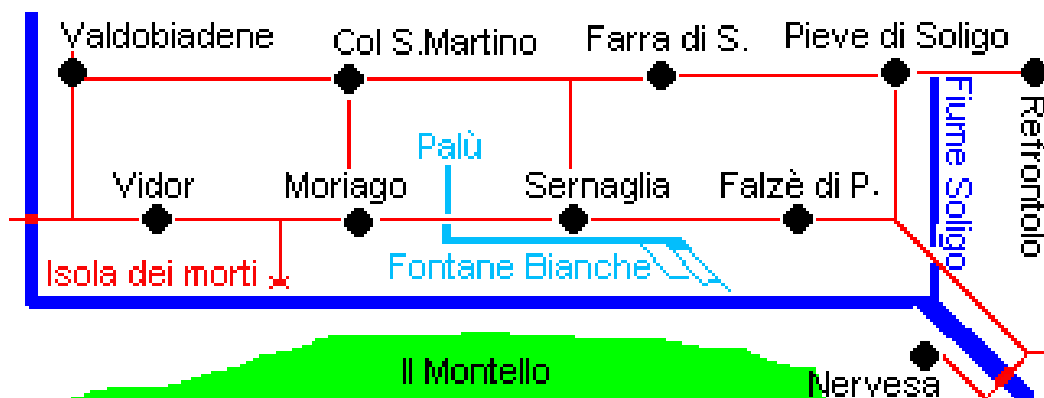 Valdobiadene
Col S.Martino
Farra di S.
Pieve di Soligo
Refrontolo
Fiume Soligo
Palù
Vidor
Moriago
Sernaglia
Falzè di P.
Isola dei morti
Fontane Bianche
Il Montello
Nervesa